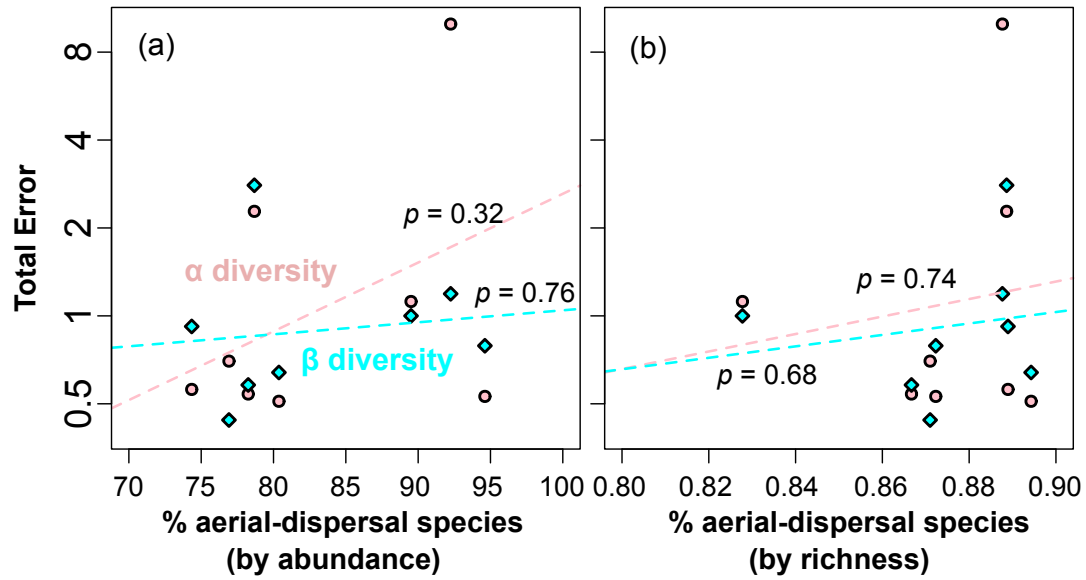 (a)
(b)
Total Error
8
4
2
1
0.5
p = 0.32
α diversity
p = 0.76
β diversity
p = 0.74
p = 0.68
70 75 80 85 90 95 100
0.80 0.82 0.84 0.86 0.88 0.90
% aerial-dispersal species
(by abundance)
% aerial-dispersal species
(by richness)